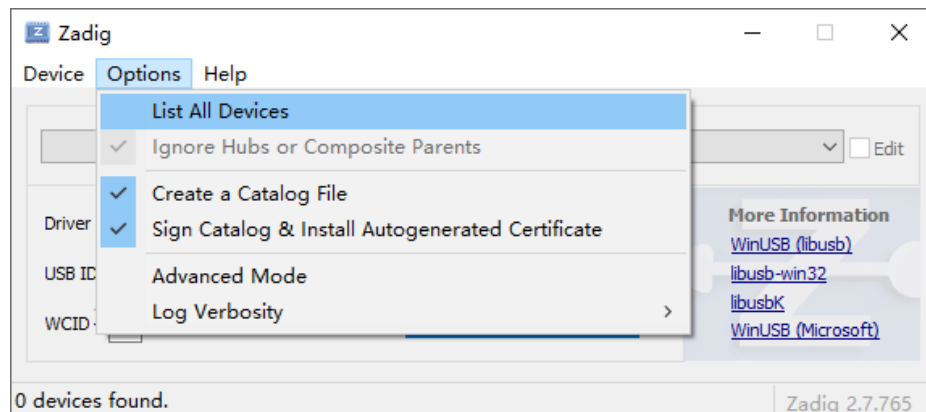 Zadig
Device Options Help
List All Devices
Ignore Hubs or Composite Parents
Edit
Create a Catalog File
Sign Catalog & Install Autogenerated Certificate
Advanced Mode
Log Verbosity
Driver
USB ID
WCID
More Information
WinUSB (libusb)
libusb-win32
libusbK
WinUSB (Microsoft)
0 devices found.
Zadig 2.7.765